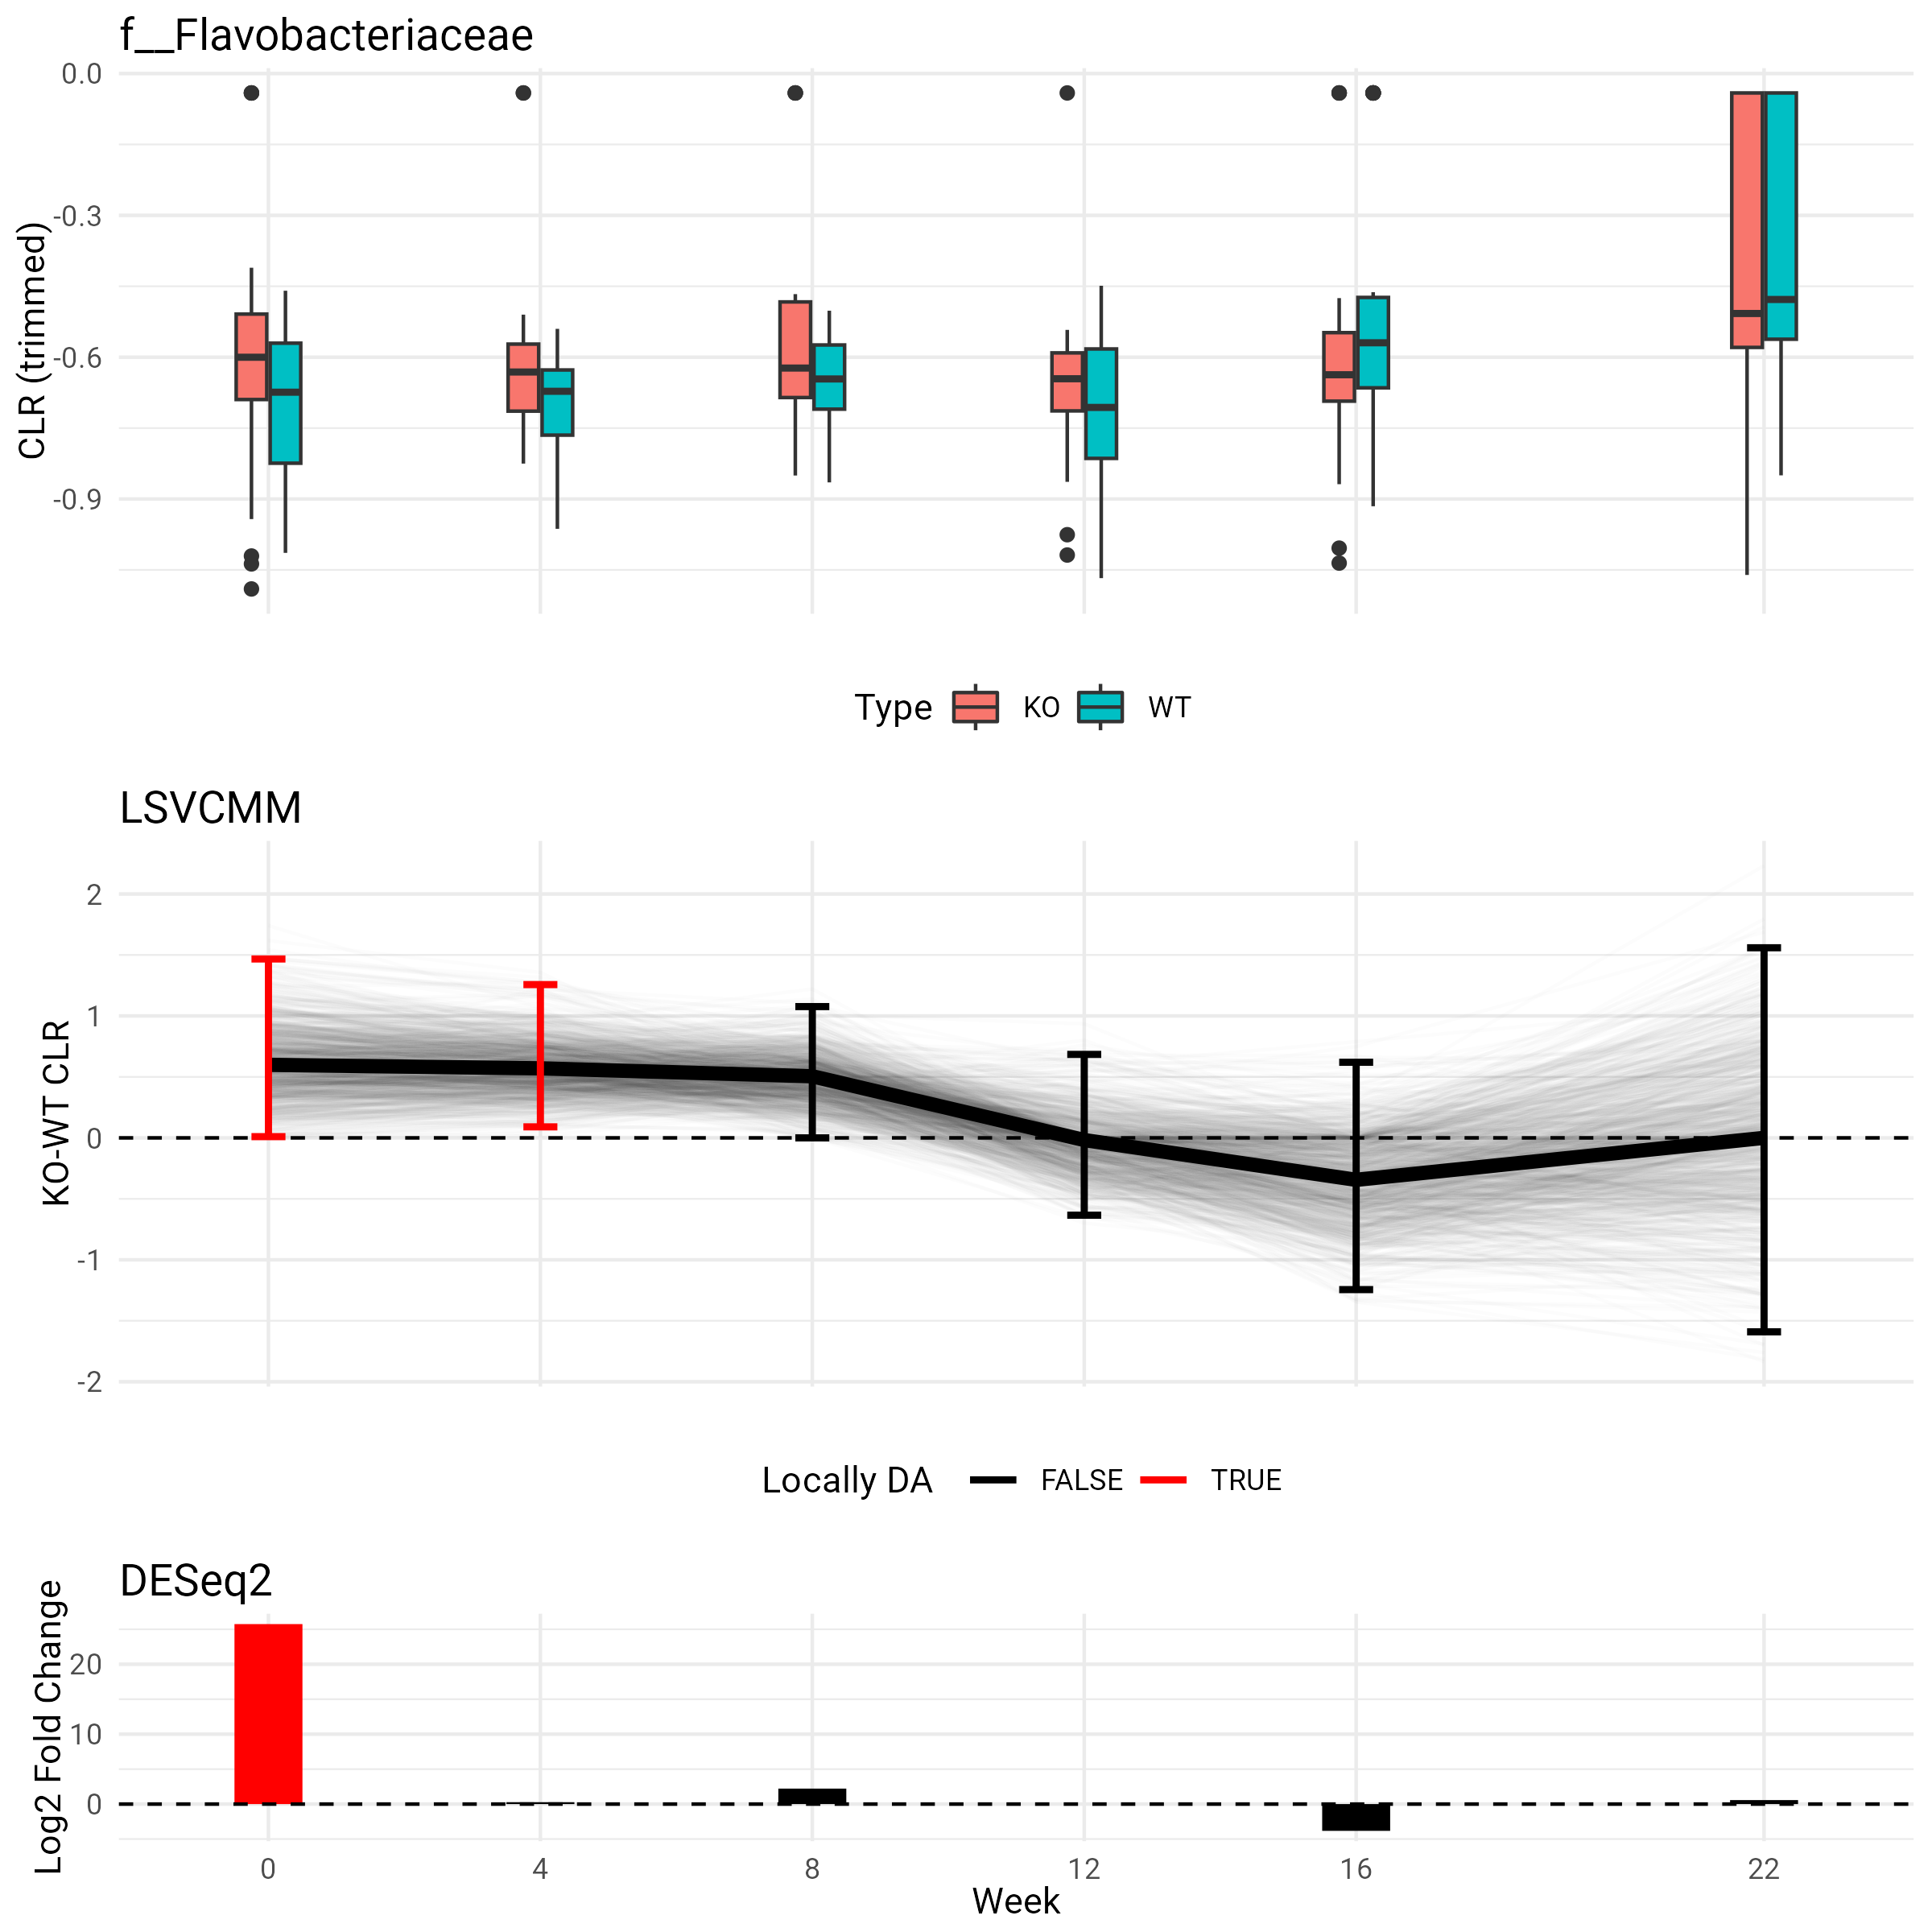 f__Flavobacteriaceae
CLR (trimmed)
0.0
-0.3
-0.6
-0.9
Type KO WT
LSVCMM
KO-WT CLR
2
1
0
-1
-2
Locally DA FALSE TRUE
DESeq2
Log2 Fold Change
20
10
0
0 4 8 12 16 22
Week